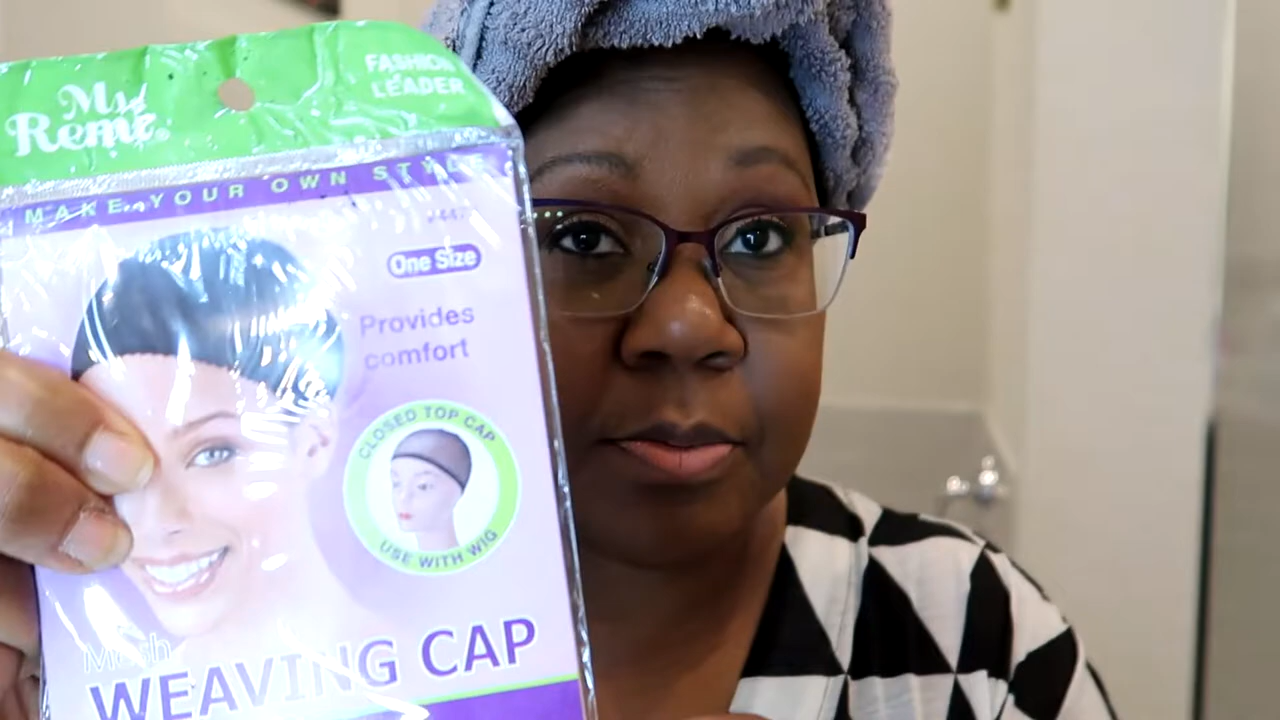 Ms.
Remi
FASHION
LEADER
MAKE YOUR OWN STYLE
One Size
Provides
comfort
CLOSED TOP CAP
USE WITH WIG
Mesh
WEAVING CAP